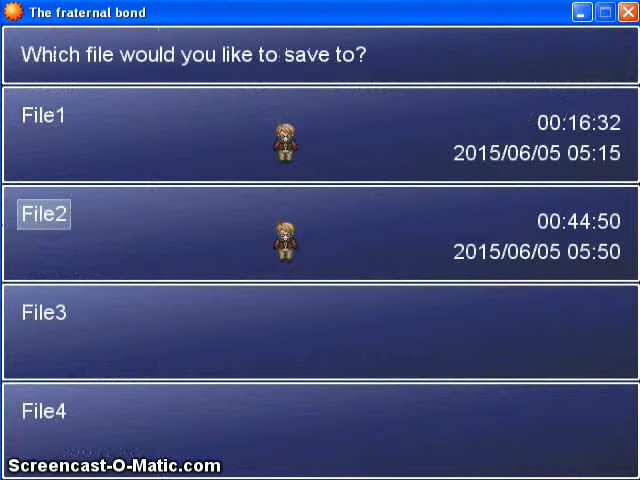 The fraternal bond
Which file would you like to save to?
File1
00:16:32
2015/06/05 05:15
File2
00:44:50
2015/06/05 05:50
File3
File4
Screencast-O-Matic.com